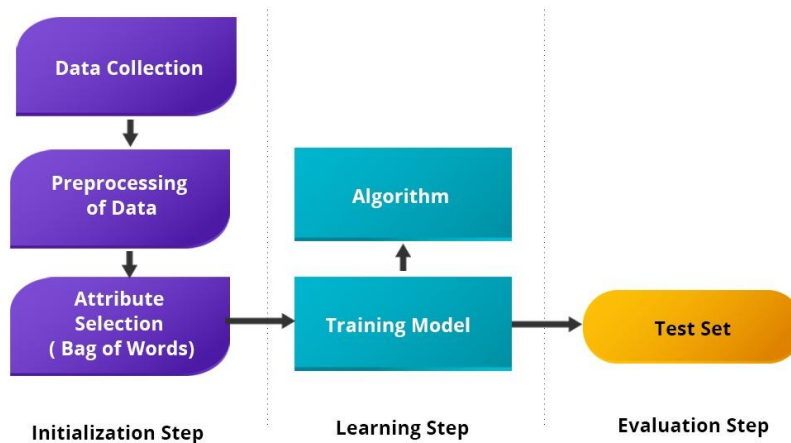 Data Collection
Preprocessing
of Data
Attribute
Selection
( Bag of Words)
Initialization Step
Algorithm
Training Model
Learning Step
Test Set
Evaluation Step